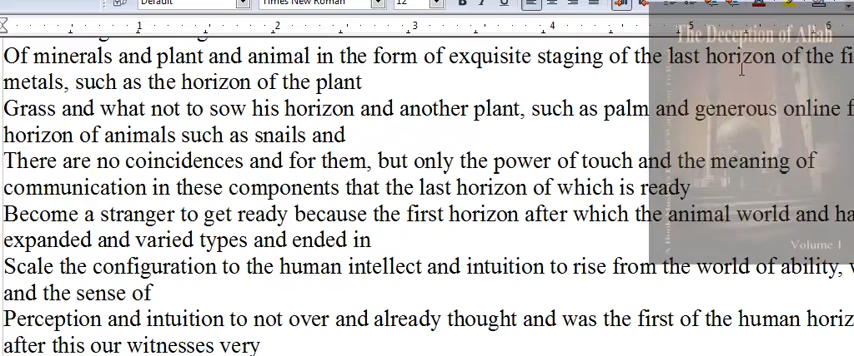 Default
Times New Roman
12
1 2 3 4 5 6
The Deception of Allah
Of minerals and plant and animal in the form of exquisite staging of the last horizon of the fi
metals, such as the horizon of the plant
Grass and what not to sow his horizon and another plant, such as palm and generous online f
horizon of animals such as snails and
There are no coincidences and for them, but only the power of touch and the meaning of
communication in these components that the last horizon of which is ready
Become a stranger to get ready because the first horizon after which the animal world and ha
expanded and varied types and ended in
Volume 1
Scale the configuration to the human intellect and intuition to rise from the world of ability,
and the sense of
Perception and intuition to not over and already thought and was the first of the human horiz
after this our witnesses very